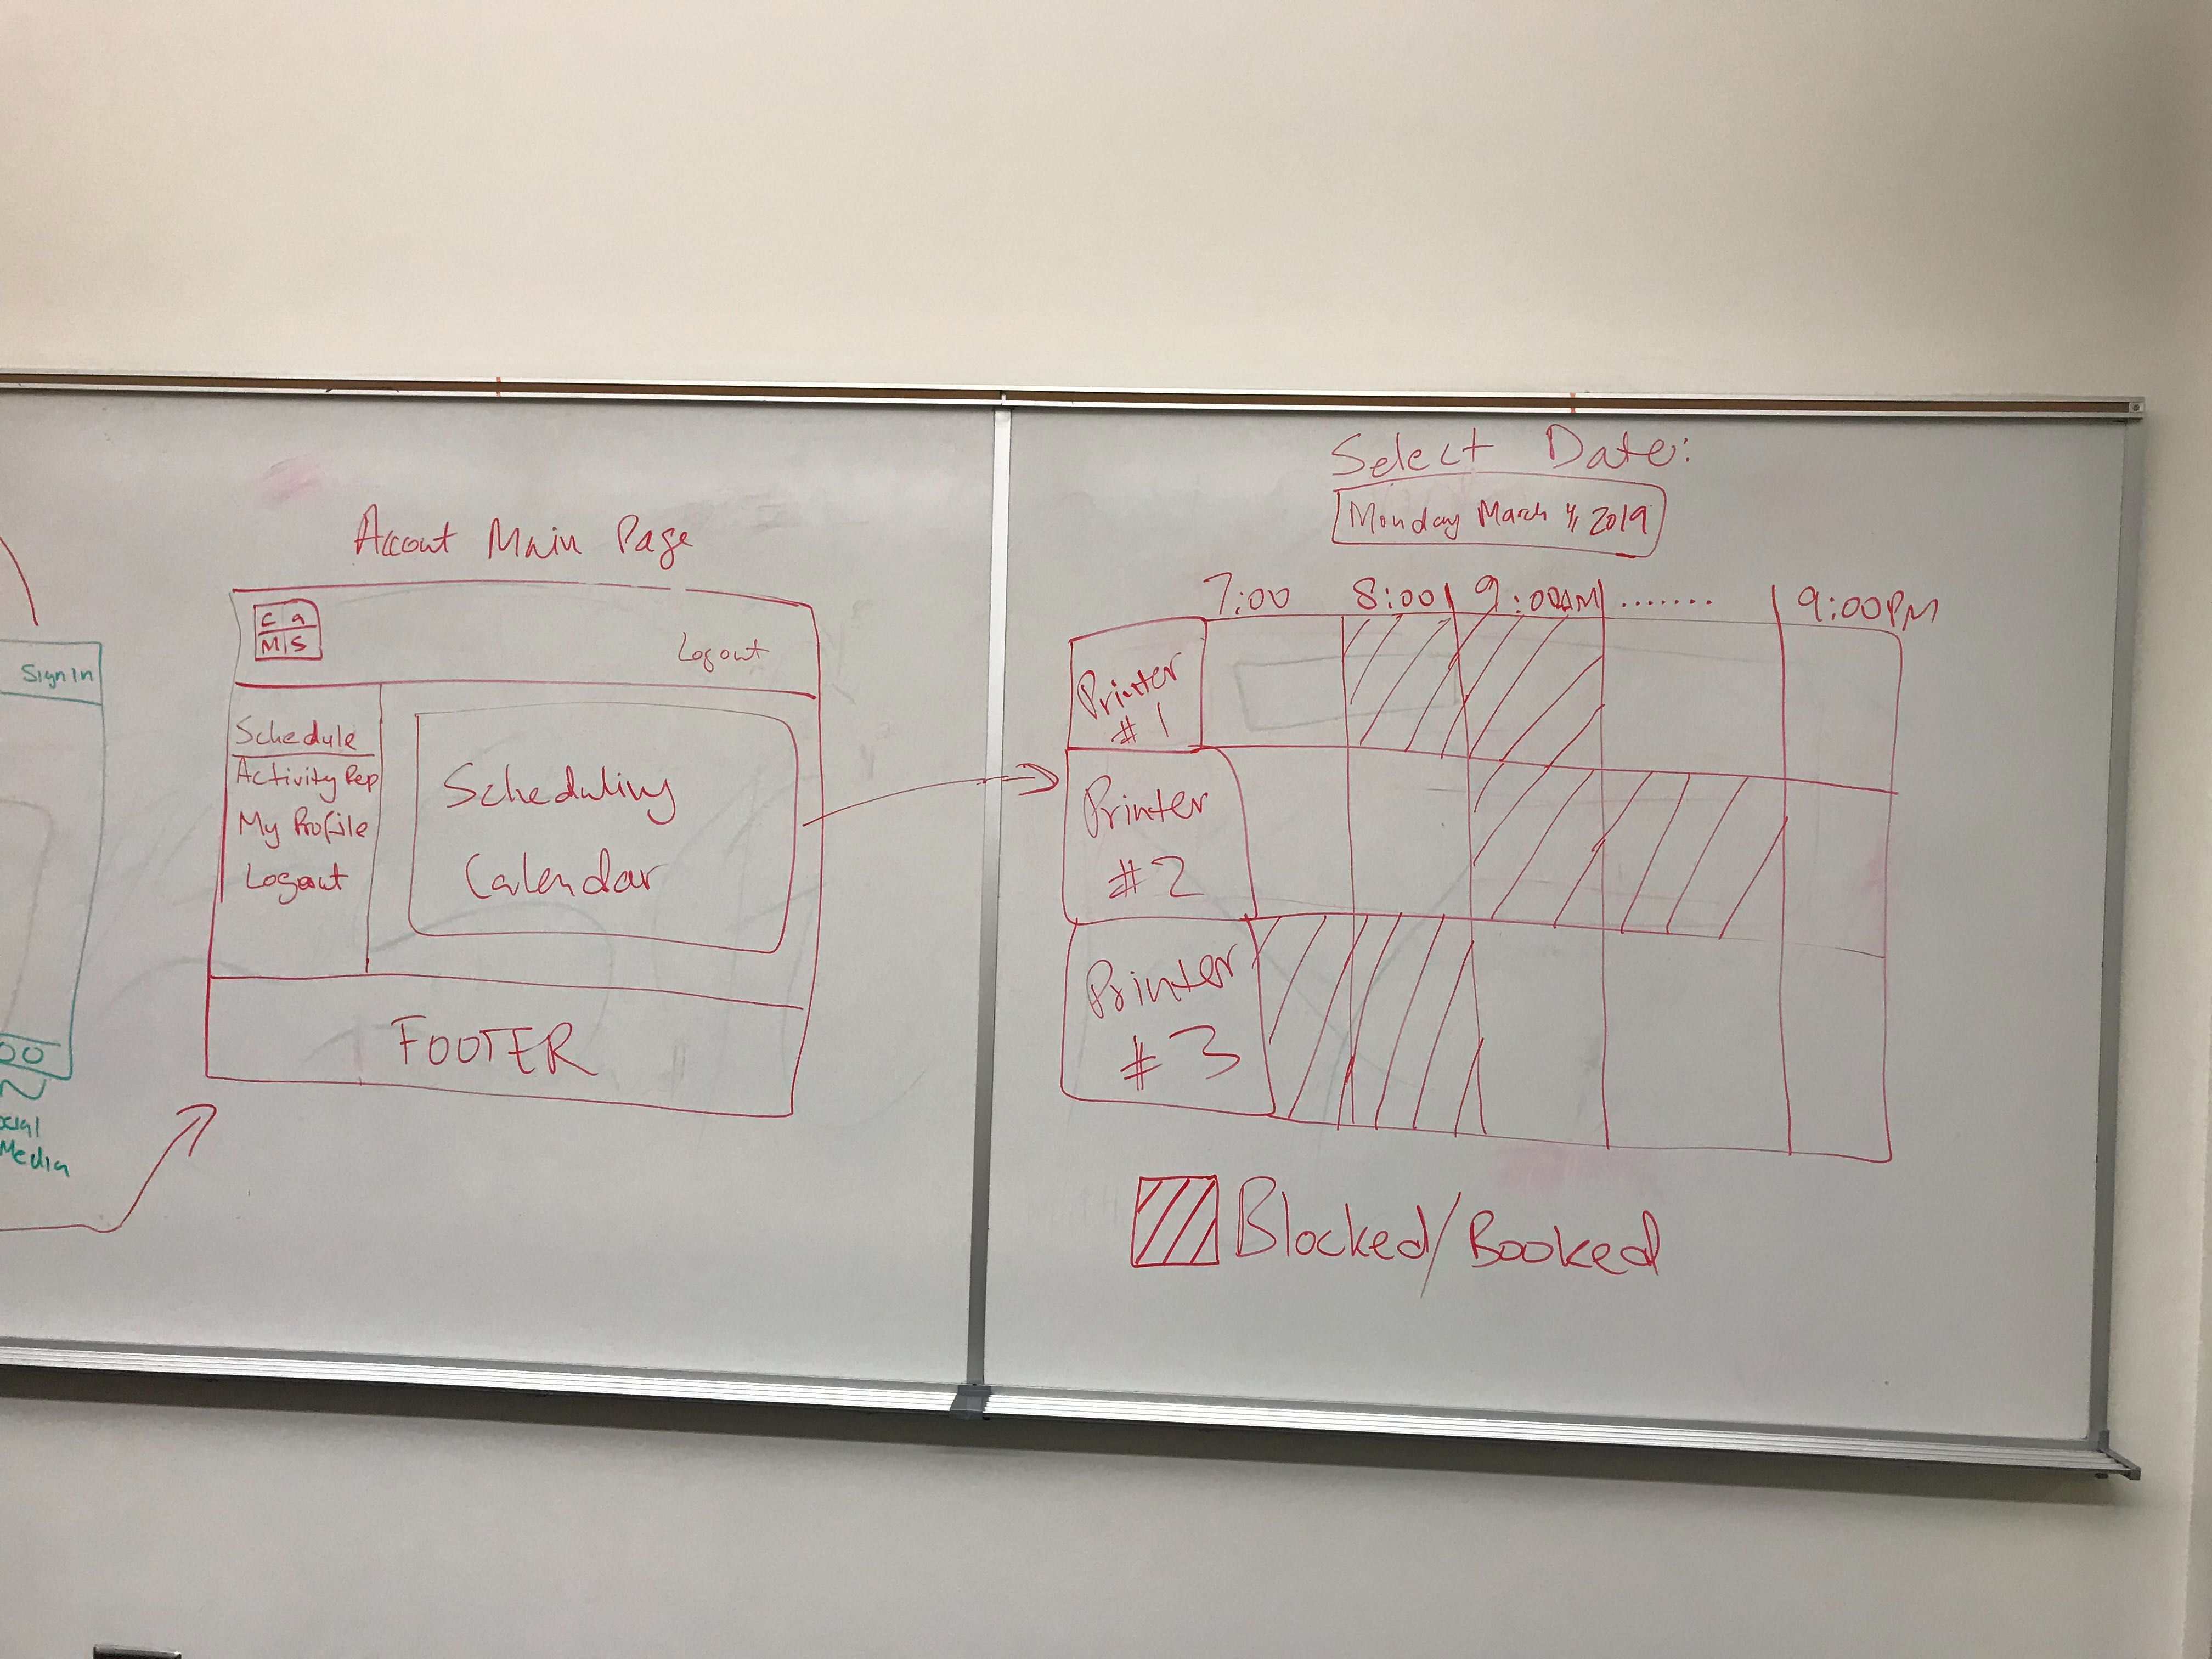 Sign In
ocial
Media
Accout Main Page
C a
M S
Logout
Schedule
Activity Rep
My Profile
Logout
Scheduling
Calendar
FOOTER
Select Date:
Monday March 4, 2019
7:00 8:00 9:00AM ....... 9:00PM
Printer
#1
Printer
#2
Printer
#3
Blocked/Booked